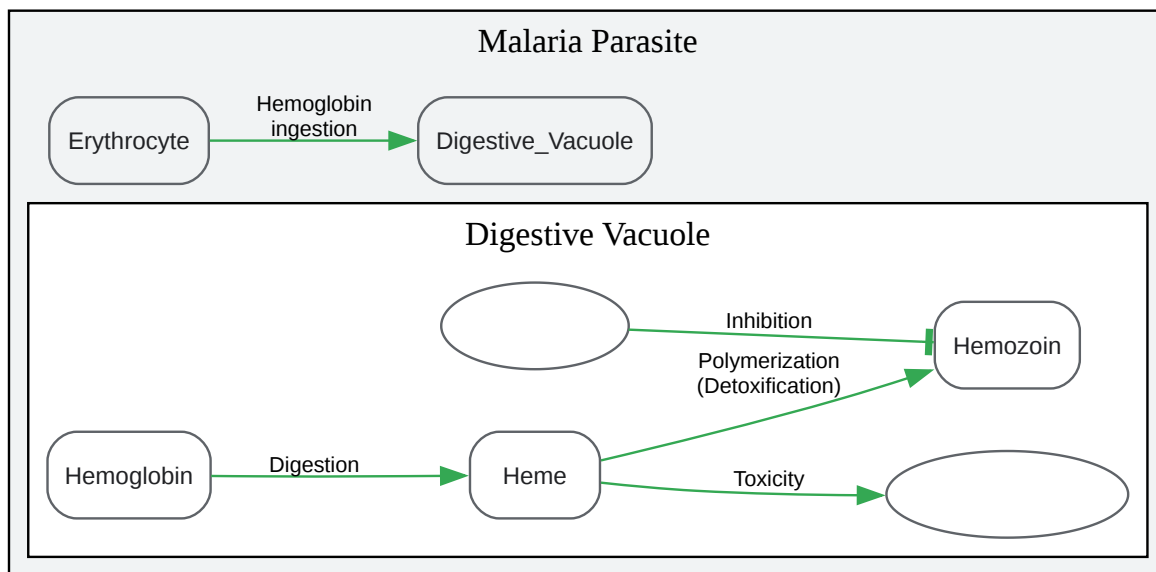 Malaria Parasite
Hemoglobin
ingestion
Erythrocyte
Digestive_Vacuole
Digestive Vacuole
Inhibition
Hemozoin
Polymerization
(Detoxification)
Hemoglobin
Digestion
Heme
Toxicity